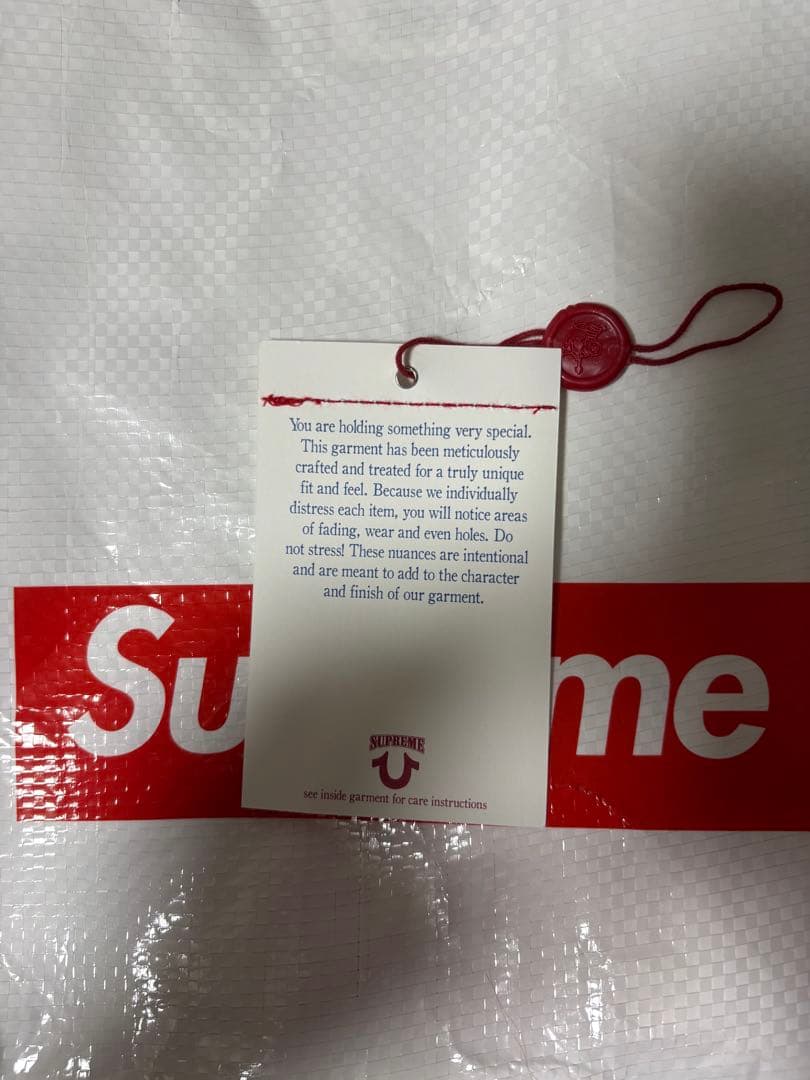 You are holding something very special.
This garment has been meticulously
crafted and treated for a truly unique
fit and feel. Because we individually
distress each item, you will notice areas
of fading, wear and even holes. Do
not stress! These nuances are intentional
and are meant to add to the character
and finish of our garment.
Su me
SUPREME
see inside garment for care instructions